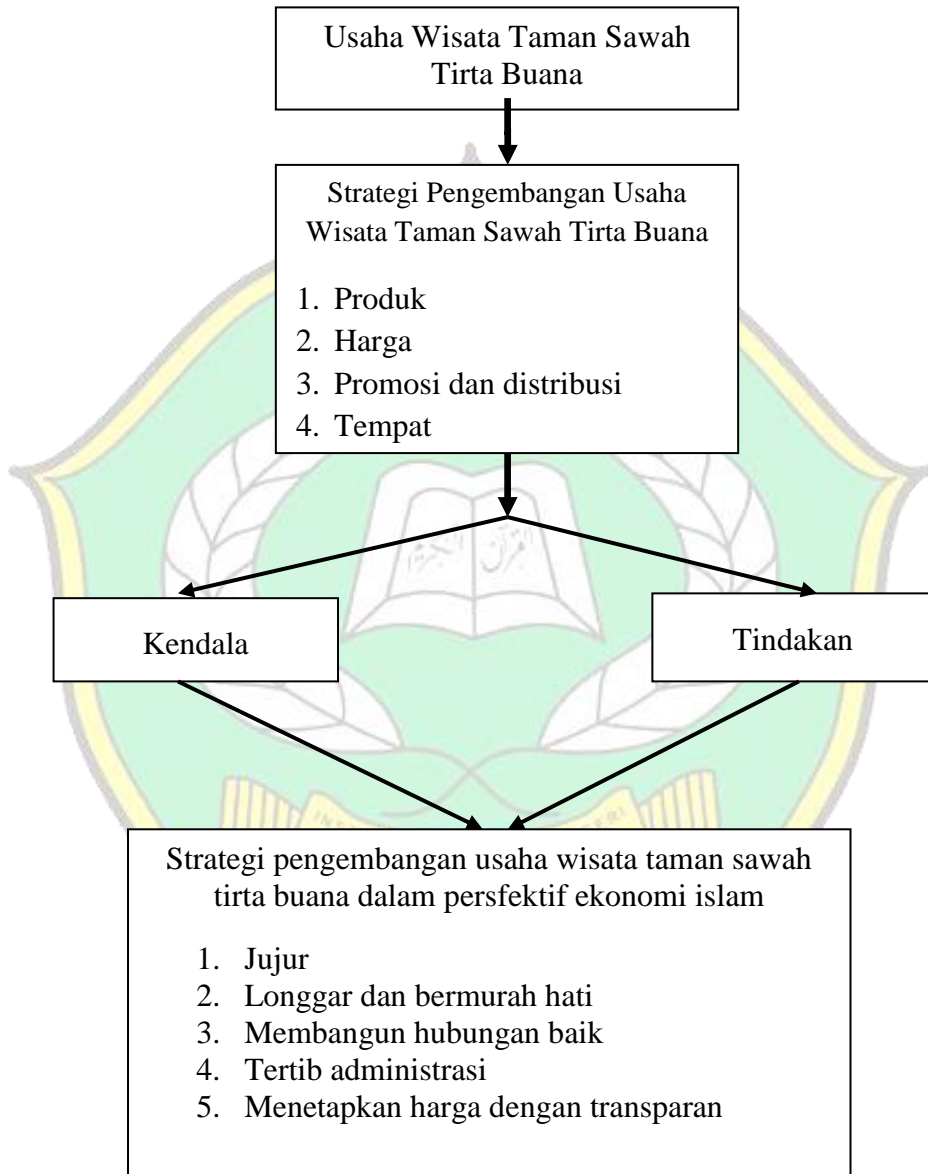 Usaha Wisata Taman Sawah
Tirta Buana
Strategi Pengembangan Usaha
Wisata Taman Sawah Tirta Buana
1. Produk
2. Harga
3. Promosi dan distribusi
4. Tempat
Kendala
Tindakan
Strategi pengembangan usaha wisata taman sawah
tirta buana dalam persfektif ekonomi islam
1. Jujur
2. Longgar dan bermurah hati
3. Membangun hubungan baik
4. Tertib administrasi
5. Menetapkan harga dengan transparan